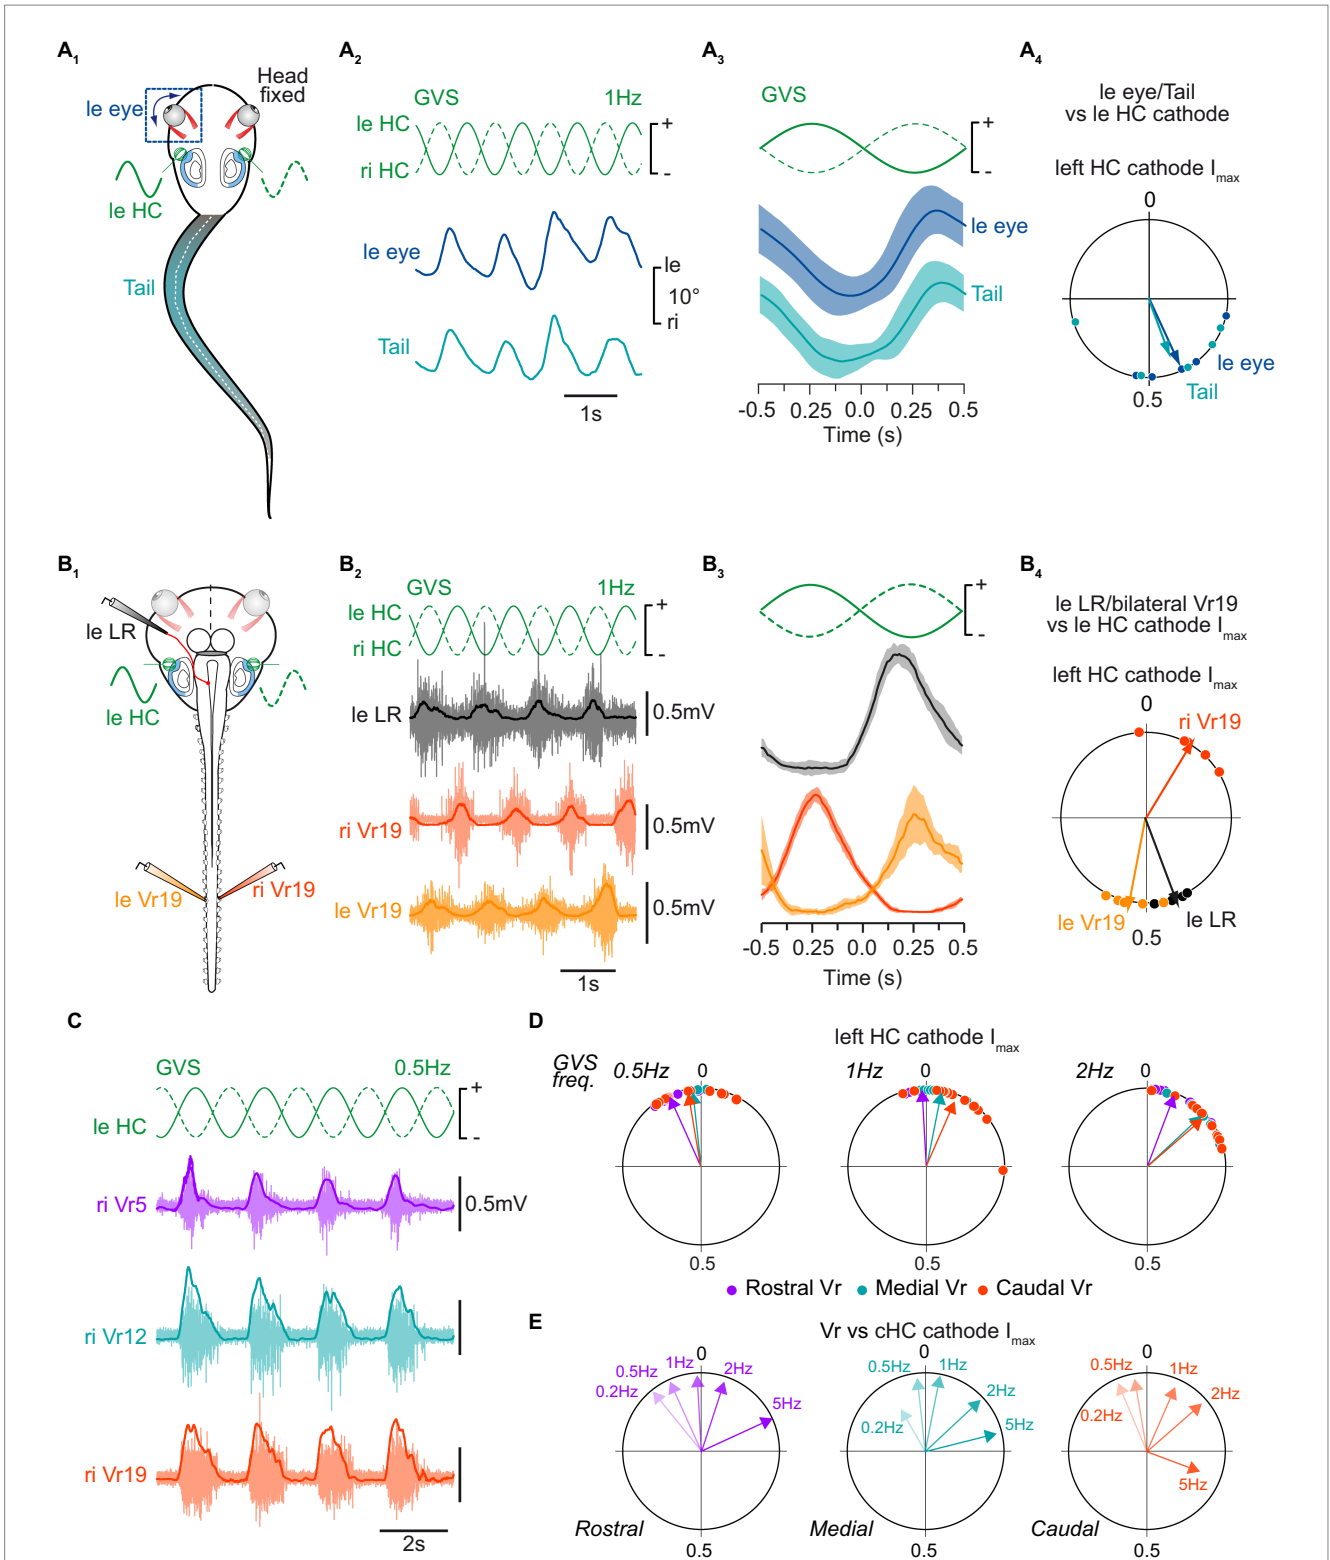 A1
Head
fixed
le eye
le HC
Tail
A2
GVS 1Hz
le HC
ri HC
+
-
le eye
le
10°
ri
Tail
1s
A3
GVS
+
-
le eye
Tail
-0.5 0.25 0.0 0.25 0.5
Time (s)
A4
le eye/Tail
vs le HC cathode
left HC cathode Imax
0
le eye
Tail
0.5
B1
le LR
le HC
le Vr19
ri Vr19
B2
GVS 1Hz
le HC
ri HC
+
-
le LR
0.5mV
ri Vr19
0.5mV
le Vr19
0.5mV
1s
B3
+
-
-0.5 0.25 0.0 0.25 0.5
Time (s)
B4
le LR/bilateral Vr19
vs le HC cathode Imax
left HC cathode Imax
0
ri Vr19
le Vr19
le LR
0.5
C
GVS 0.5Hz
le HC
+
-
ri Vr5
0.5mV
ri Vr12
ri Vr19
2s
D
left HC cathode Imax
GVS
freq.
0.5Hz 0
1Hz 0
2Hz 0
0.5
0.5
0.5
Rostral Vr Medial Vr Caudal Vr
E
Vr vs cHC cathode Imax
0
0.2Hz
0.5Hz
1Hz
2Hz
5Hz
Rostral
0.5
0
0.2Hz
0.5Hz
1Hz
2Hz
5Hz
Medial
0.5
0
0.2Hz
0.5Hz
1Hz
2Hz
5Hz
Caudal
0.5